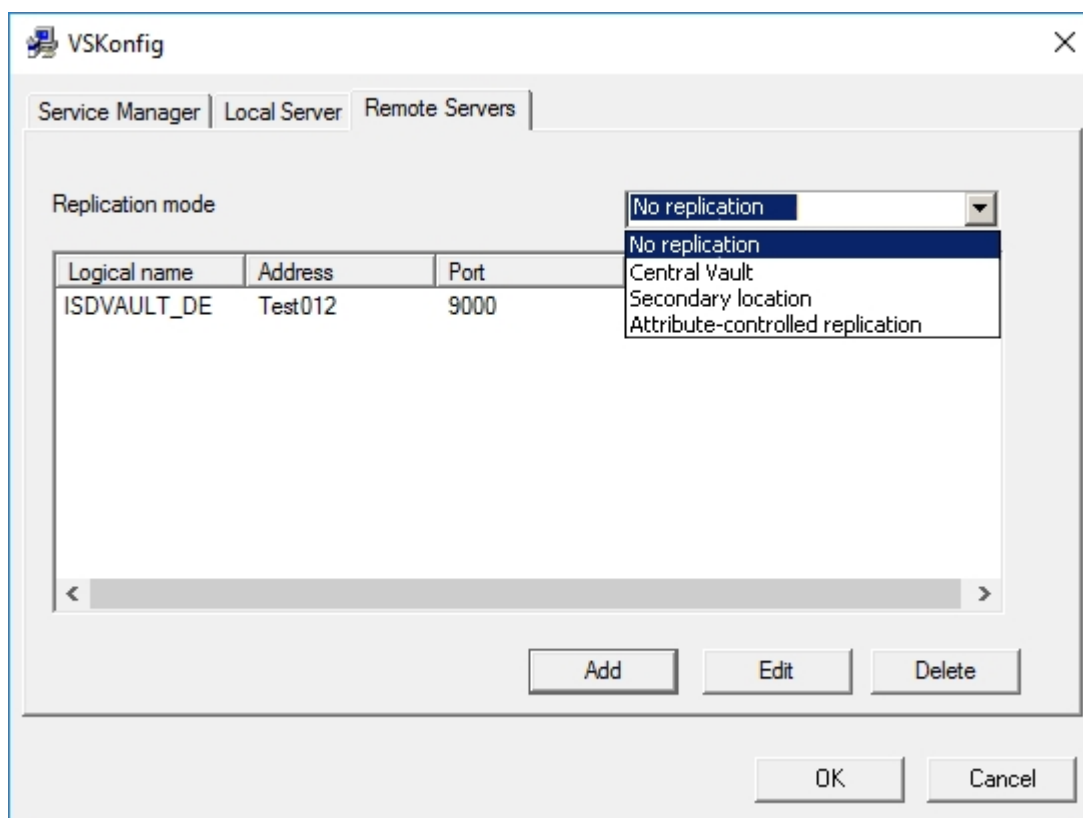 VSKonfig
Service Manager Local Server Remote Servers
Replication mode No replication
No replication
Central Vault
Secondary location
Attribute-controlled replication
Logical name Address Port
ISDVAULT_DE Test012 9000
Add Edit Delete
OK Cancel